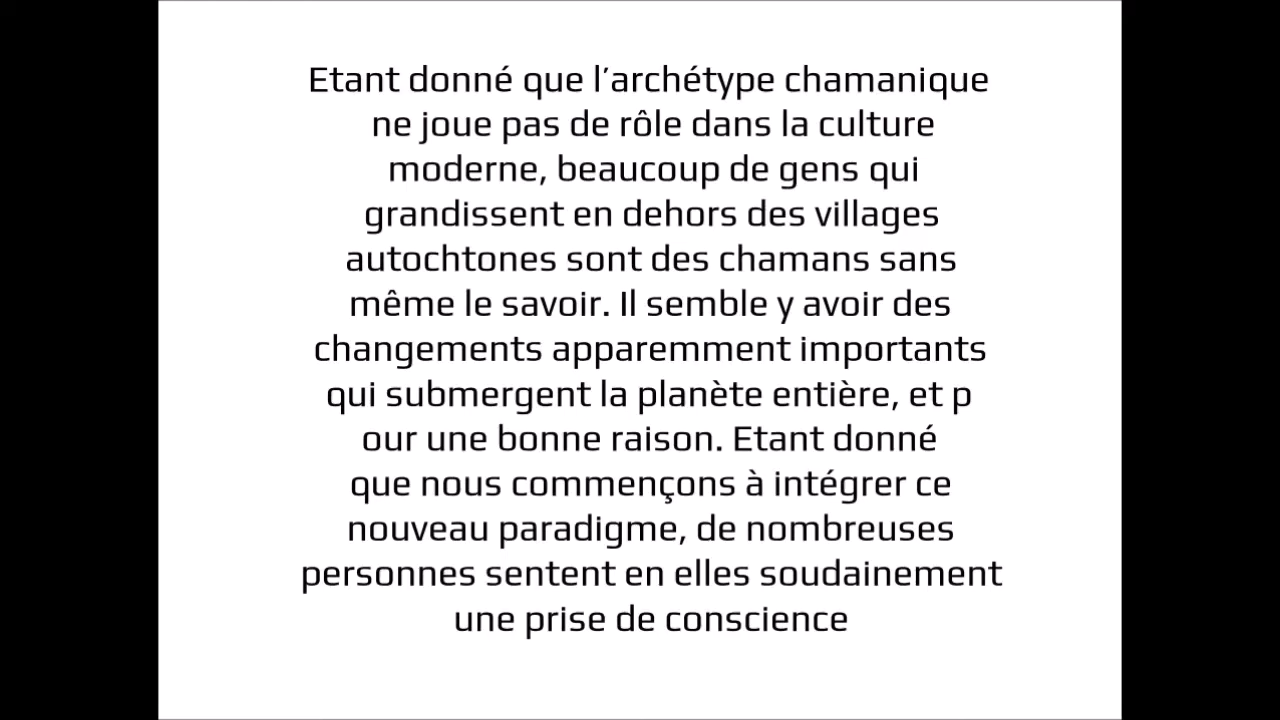 Etant donné que l’archétype chamanique
ne joue pas de rôle dans la culture
moderne, beaucoup de gens qui
grandissent en dehors des villages
autochtones sont des chamans sans
même le savoir. Il semble y avoir des
changements apparemment importants
qui submergent la planète entière, et p
our une bonne raison. Etant donné
que nous commençons à intégrer ce
nouveau paradigme, de nombreuses
personnes sentent en elles soudainement
une prise de conscience